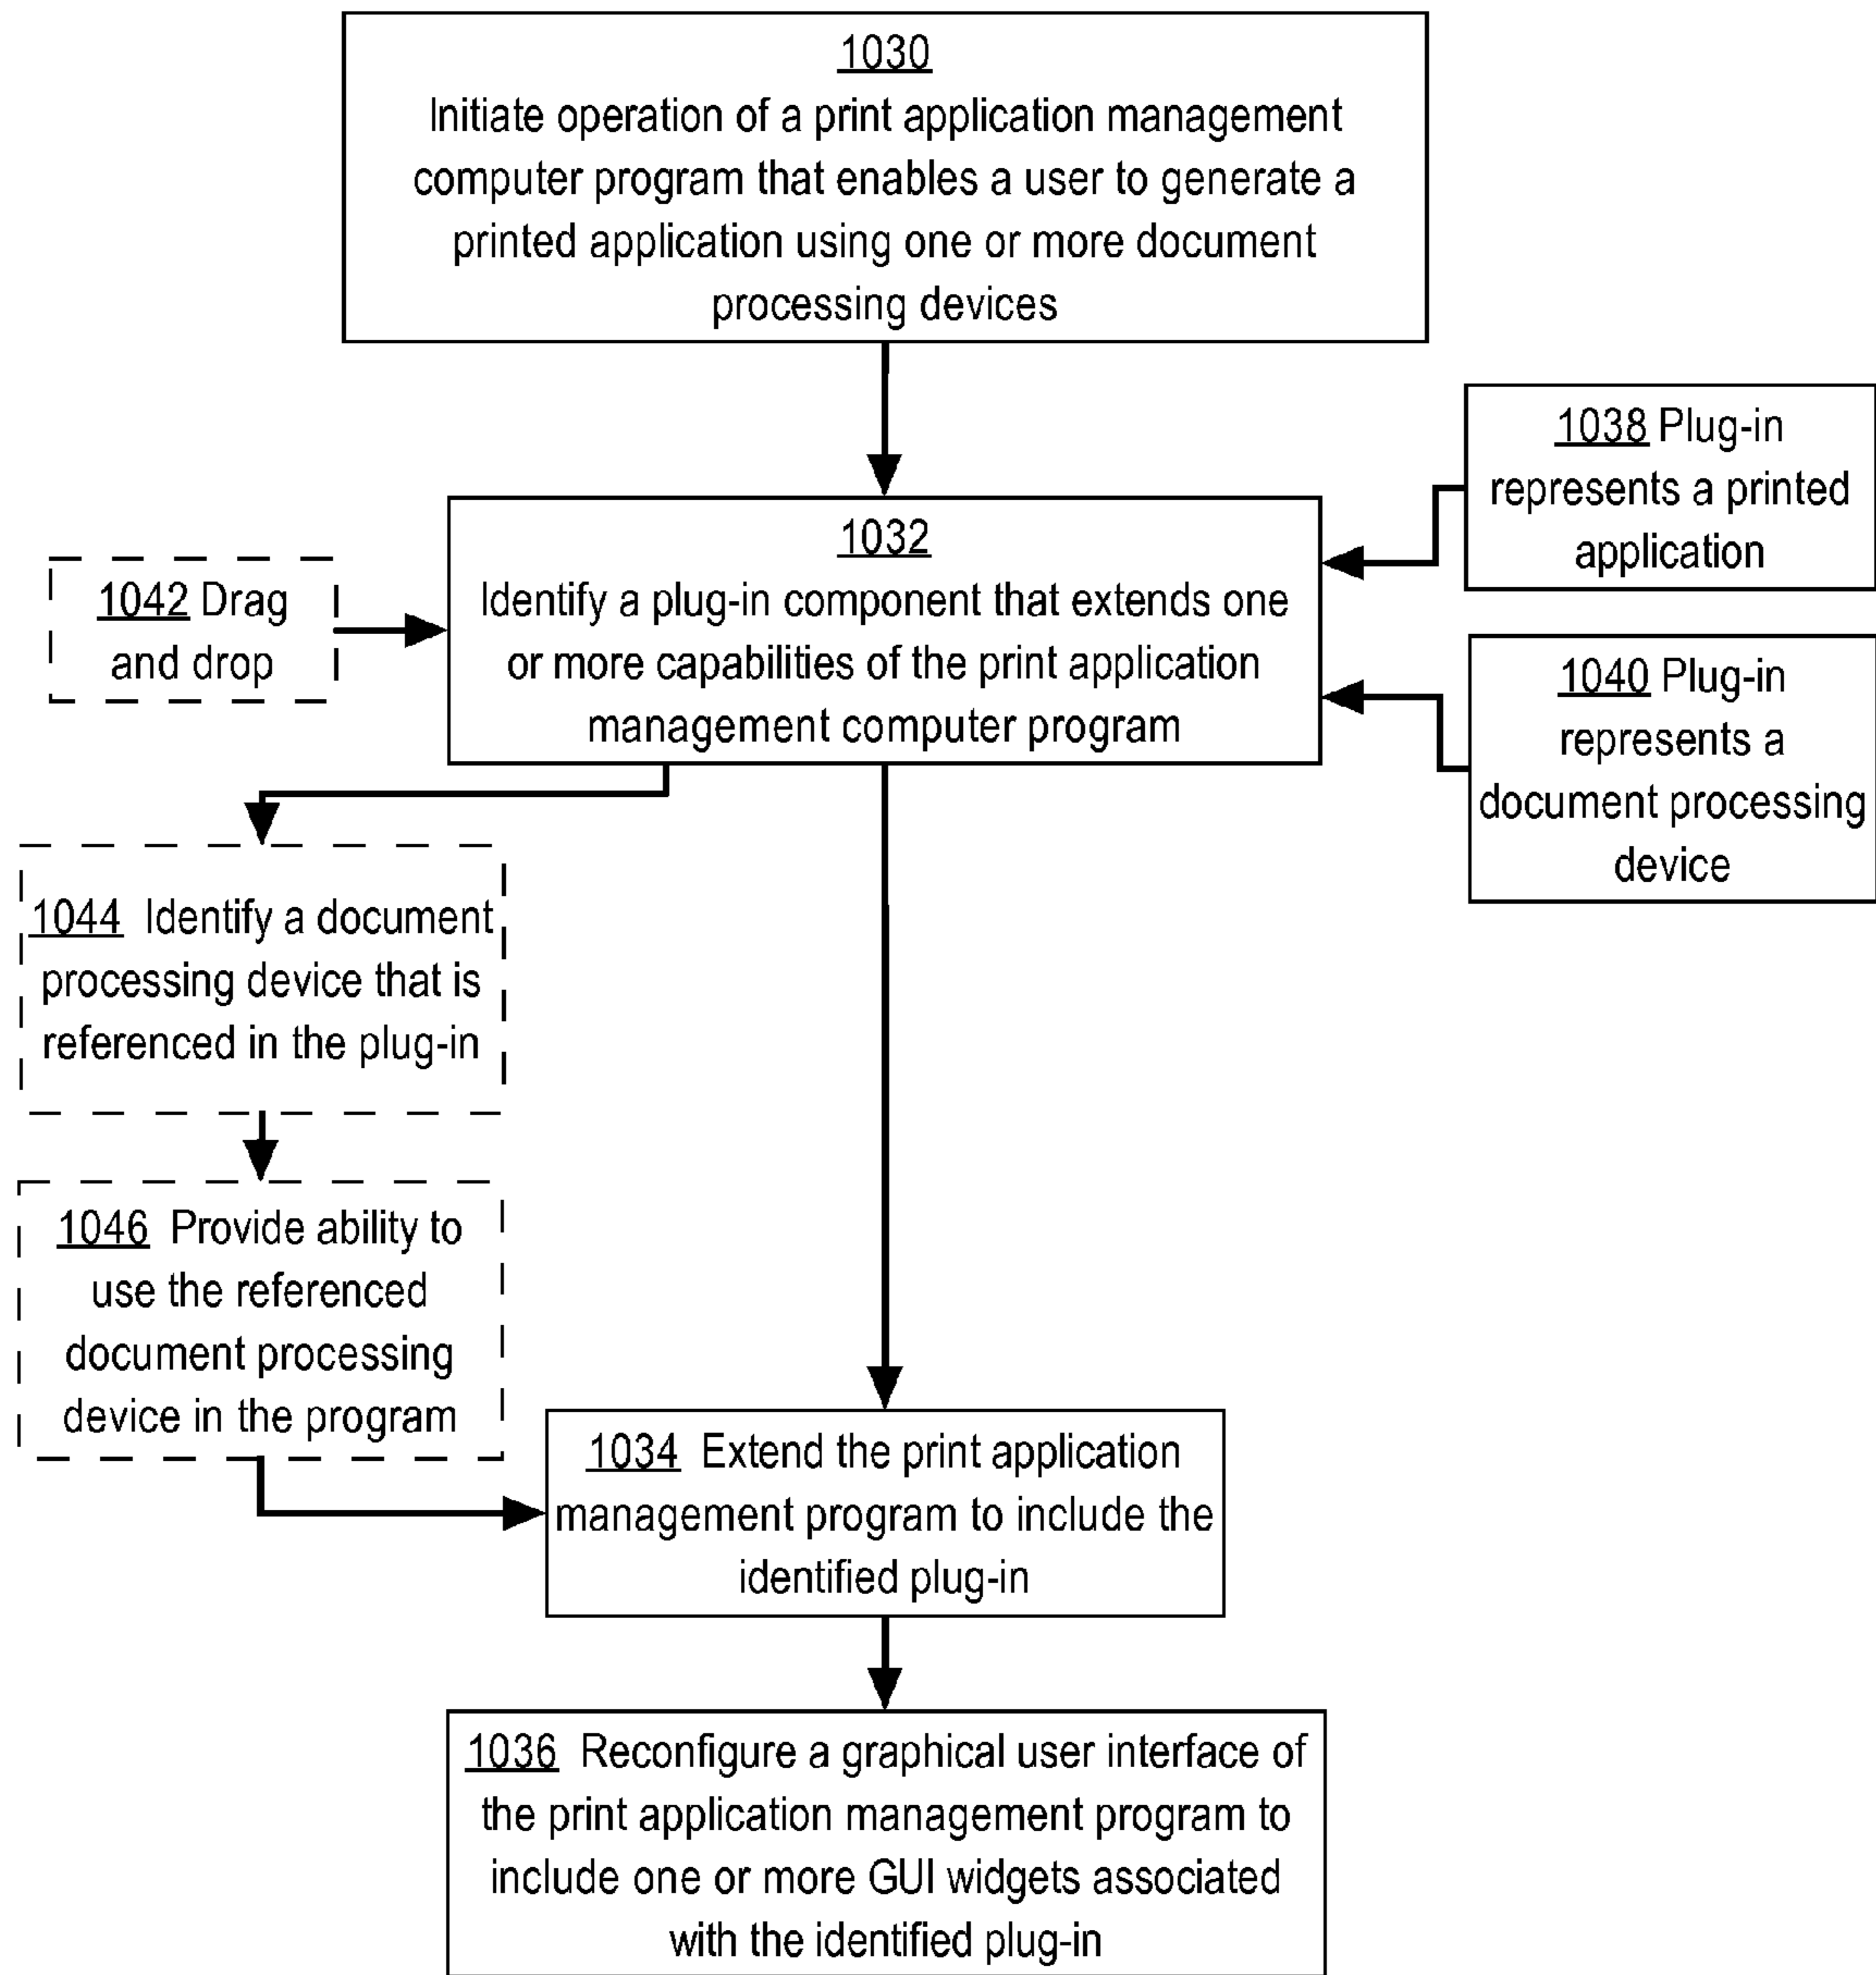 1030
Initiate operation of a print application management
computer program that enables a user to generate a
printed application using one or more document
processing devices
1038 Plug-in
represents a printed
application
1032
Identify a plug-in component that extends one
or more capabilities of the print application
management computer program
1042 Drag
and drop
1040 Plug-in
represents a
document processing
device
1044 Identify a document
processing device that is
referenced in the plug-in
1046 Provide ability to
use the referenced
document processing
device in the program
1034 Extend the print application
management program to include the
identified plug-in
1036 Reconfigure a graphical user interface of
the print application management program to
include one or more GUI widgets associated
with the identified plug-in